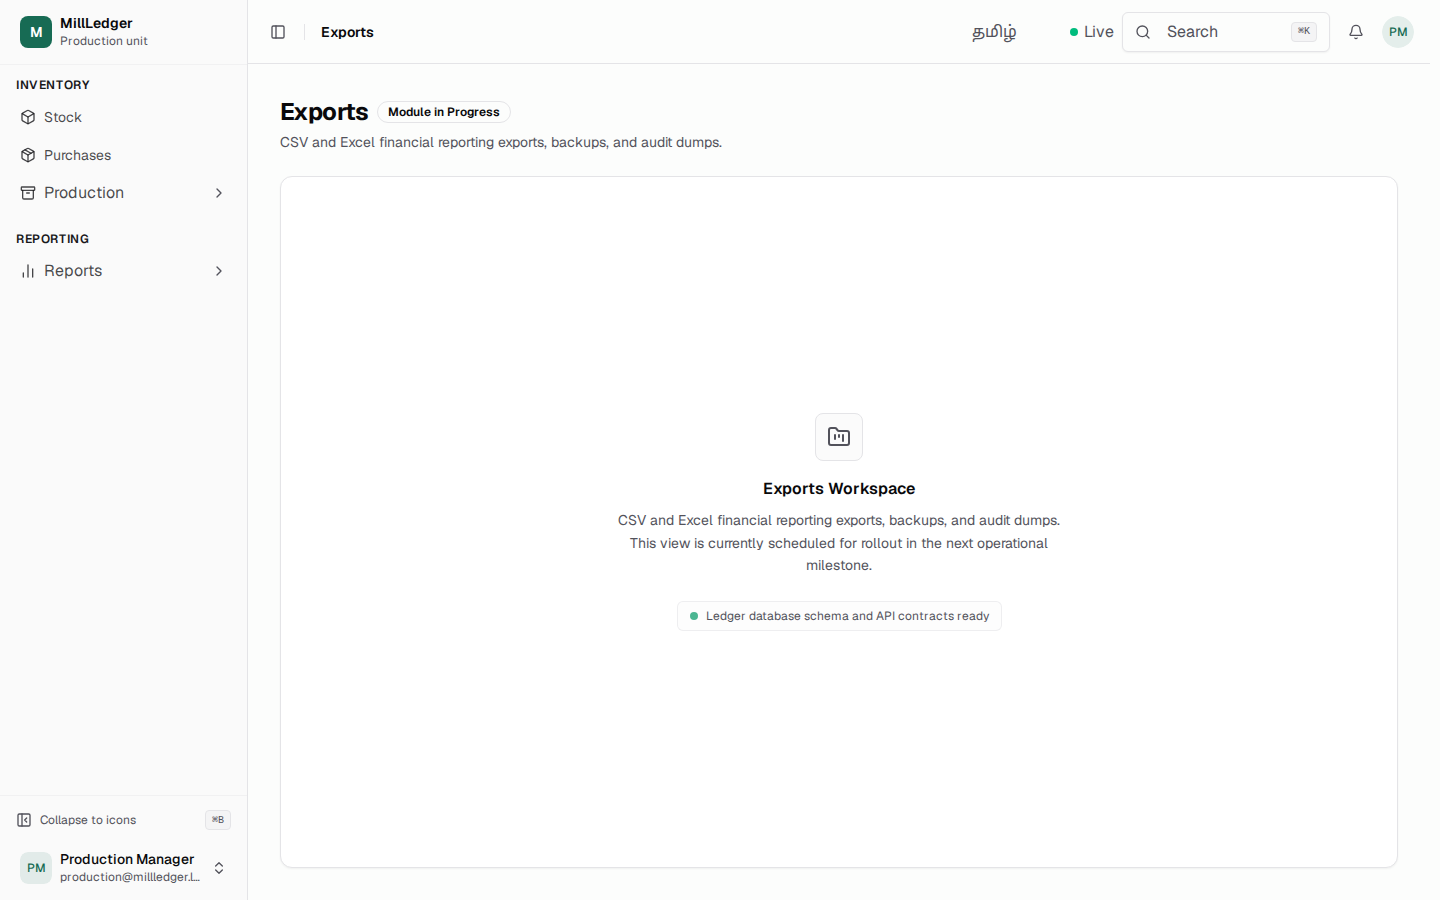 MillLedger
Production unit
INVENTORY
Stock
Purchases
Production
REPORTING
Reports
Collapse to icons
⌘B
PM
Production Manager
production@millledger.l...
M
Exports
தமிழ்
Live
Search
⌘K
PM
Exports
Module in Progress
CSV and Excel financial reporting exports, backups, and audit dumps.
Exports Workspace
CSV and Excel financial reporting exports, backups, and audit dumps.
This view is currently scheduled for rollout in the next operational
milestone.
Ledger database schema and API contracts ready